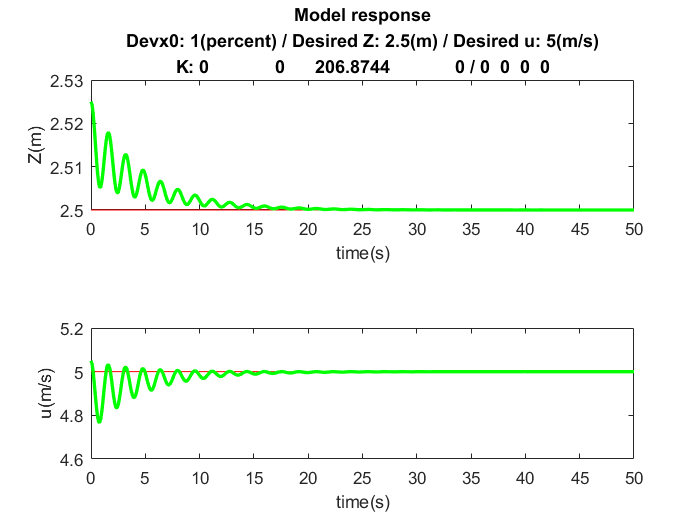 Model response
Devx0: 1(percent) / Desired Z: 2.5(m) / Desired u: 5(m/s)
K: 0 0 206.8744 0 / 0 0 0 0
2.53
2.52
2.51
2.5
Z(m)
0 5 10 15 20 25 30 35 40 45 50
time(s)
5.2
5
4.8
4.6
u(m/s)
0 5 10 15 20 25 30 35 40 45 50
time(s)